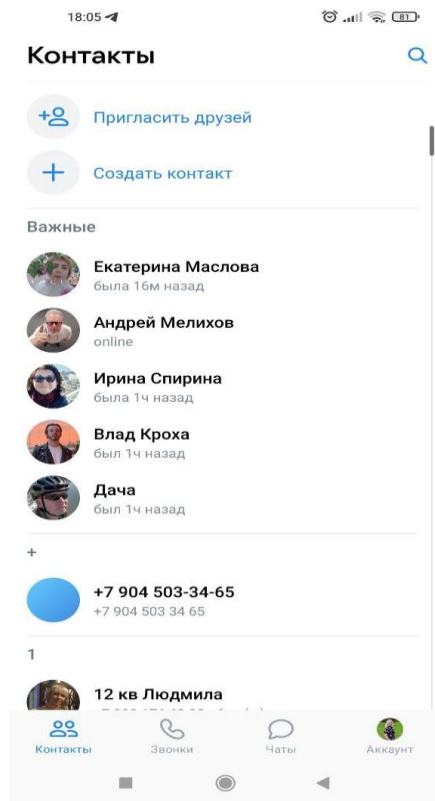 18:05
81
Контакты
Пригласить друзей
Создать контакт
Важные
Екатерина Маслова
была 16м назад
Андрей Мелихов
online
Ирина Спирина
была 1ч назад
Влад Кроха
был 1ч назад
Дача
был 1ч назад
+
+7 904 503-34-65
+7 904 503 34 65
1
12 кв Людмила
Контакты
Звонки
Чаты
Аккаунт